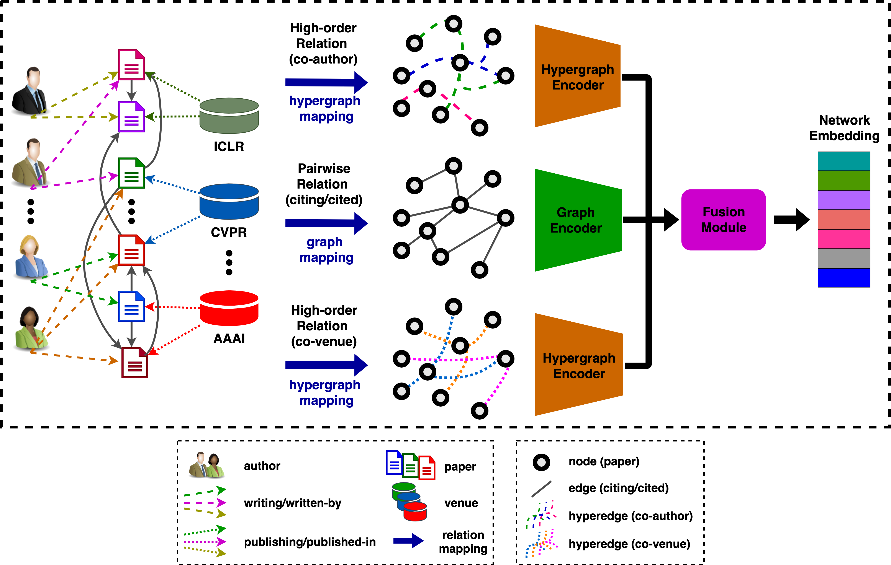 High-order
Relation
(co-author)
hypergraph
mapping
Hypergraph
Encoder
ICLR
Network
Embedding
Pairwise
Relation
(citing/cited)
graph
mapping
Graph
Encoder
Fusion
Module
CVPR
High-order
Relation
(co-venue)
hypergraph
mapping
Hypergraph
Encoder
AAAI
author
paper
writing/written-by
venue
publishing/published-in
relation
mapping
node (paper)
edge (citing/cited)
hyperedge (co-author)
hyperedge (co-venue)